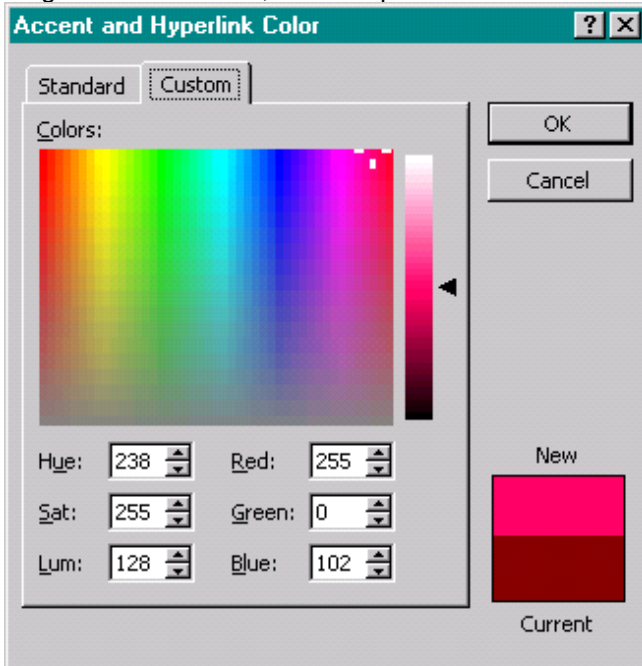 Accent and Hyperlink Color ? ×
Standard Custom
Colors:
OK
Cancel
Hue: 238 Red: 255
Sat: 255 Green: 0
Lum: 128 Blue: 102
New
Current